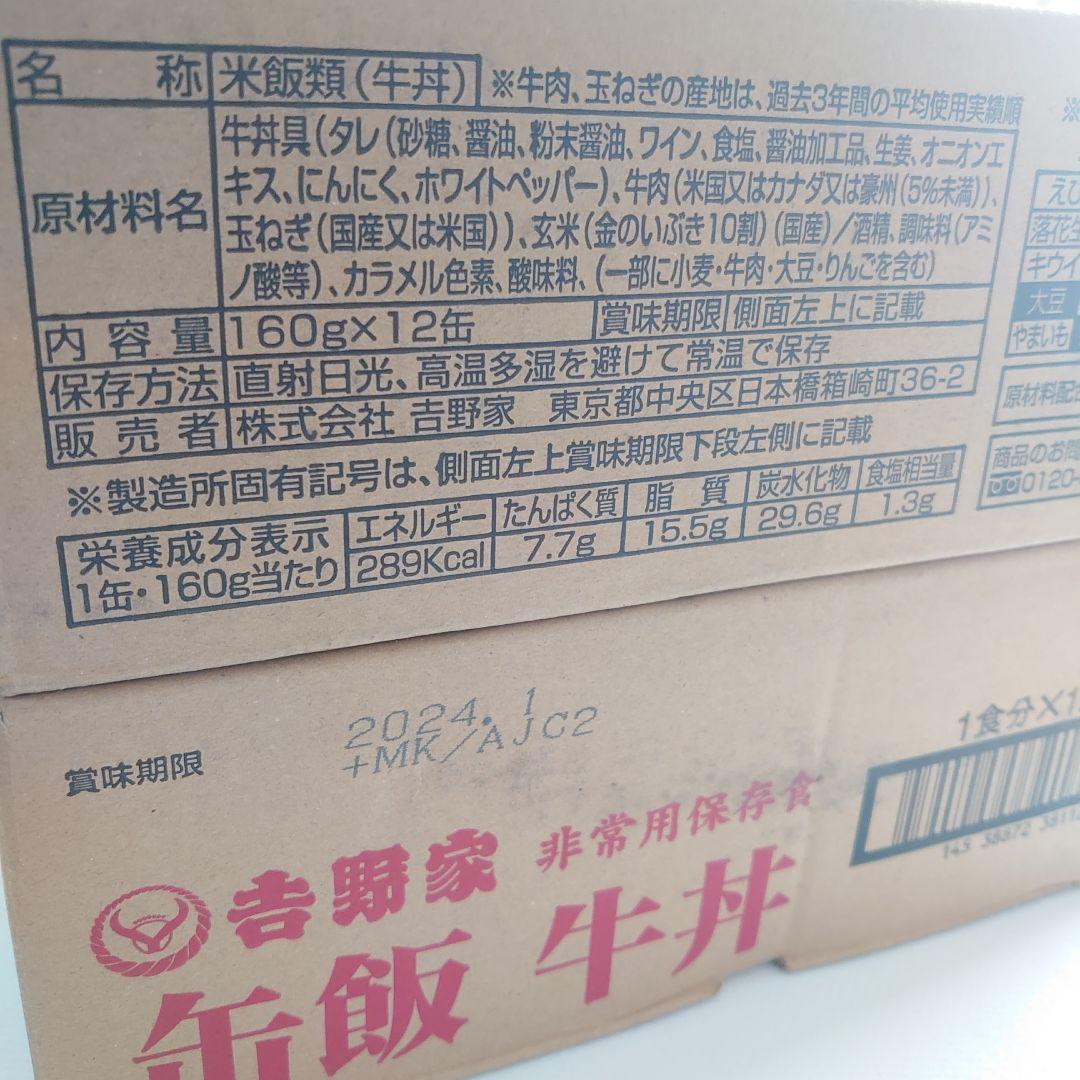 名 称 米飯類(牛丼) ※牛肉、玉ねぎの産地は、過去3年間の平均使用実績順 ※
原材料名
牛丼具(タレ(砂糖、醤油、粉末醤油、ワイン、食塩、醤油加工品、生姜、オニオンエ
キス、にんにく、ホワイトペッパー)、牛肉(米国又はカナダ又は豪州(5%未満))、
玉ねぎ(国産又は米国))、玄米(金のいぶき10割)(国産)/酒精、調味料(アミ
ノ酸等)、カラメル色素、酸味料、(一部に小麦・牛肉・大豆・りんごを含む)
内容量 160g×12缶 賞味期限 側面左上に記載
保存方法 直射日光、高温多湿を避けて常温で保存
販売者 株式会社 𠮷野家 東京都中央区日本橋箱崎町36-2
※製造所固有記号は、側面左上賞味期限下段左側に記載
栄養成分表示
1缶・160g当たり
エネルギー たんぱく質 脂質 炭水化物 食塩相当量
289Kcal 7.7g 15.5g 29.6g 1.3g
えび
落花生
キウイ
大豆
やまいも
原材料配合
商品のお問
0120-
賞味期限
2024. 1
+MK/AJC2
1食分×1
145 38872 3811
𠮷野家 非常用保存食
缶飯 牛丼